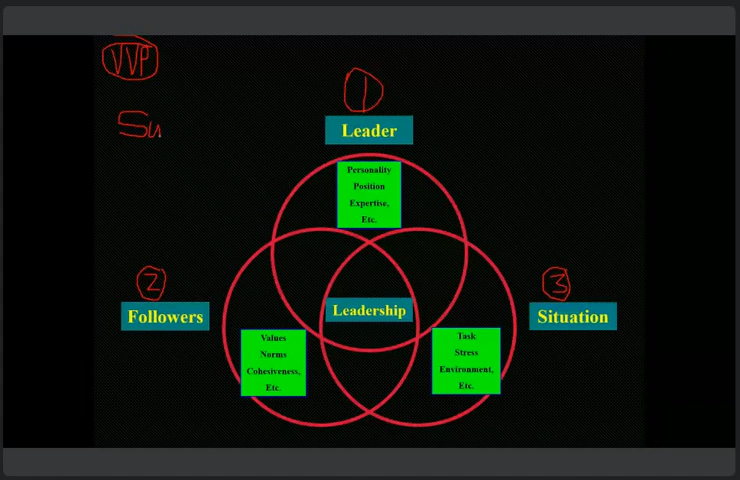 VVP
Su
1
Leader
Personality
Position
Expertise,
Etc.
2
3
Followers
Leadership
Situation
Values
Norms
Cohesiveness,
Etc.
Task
Stress
Environment,
Etc.